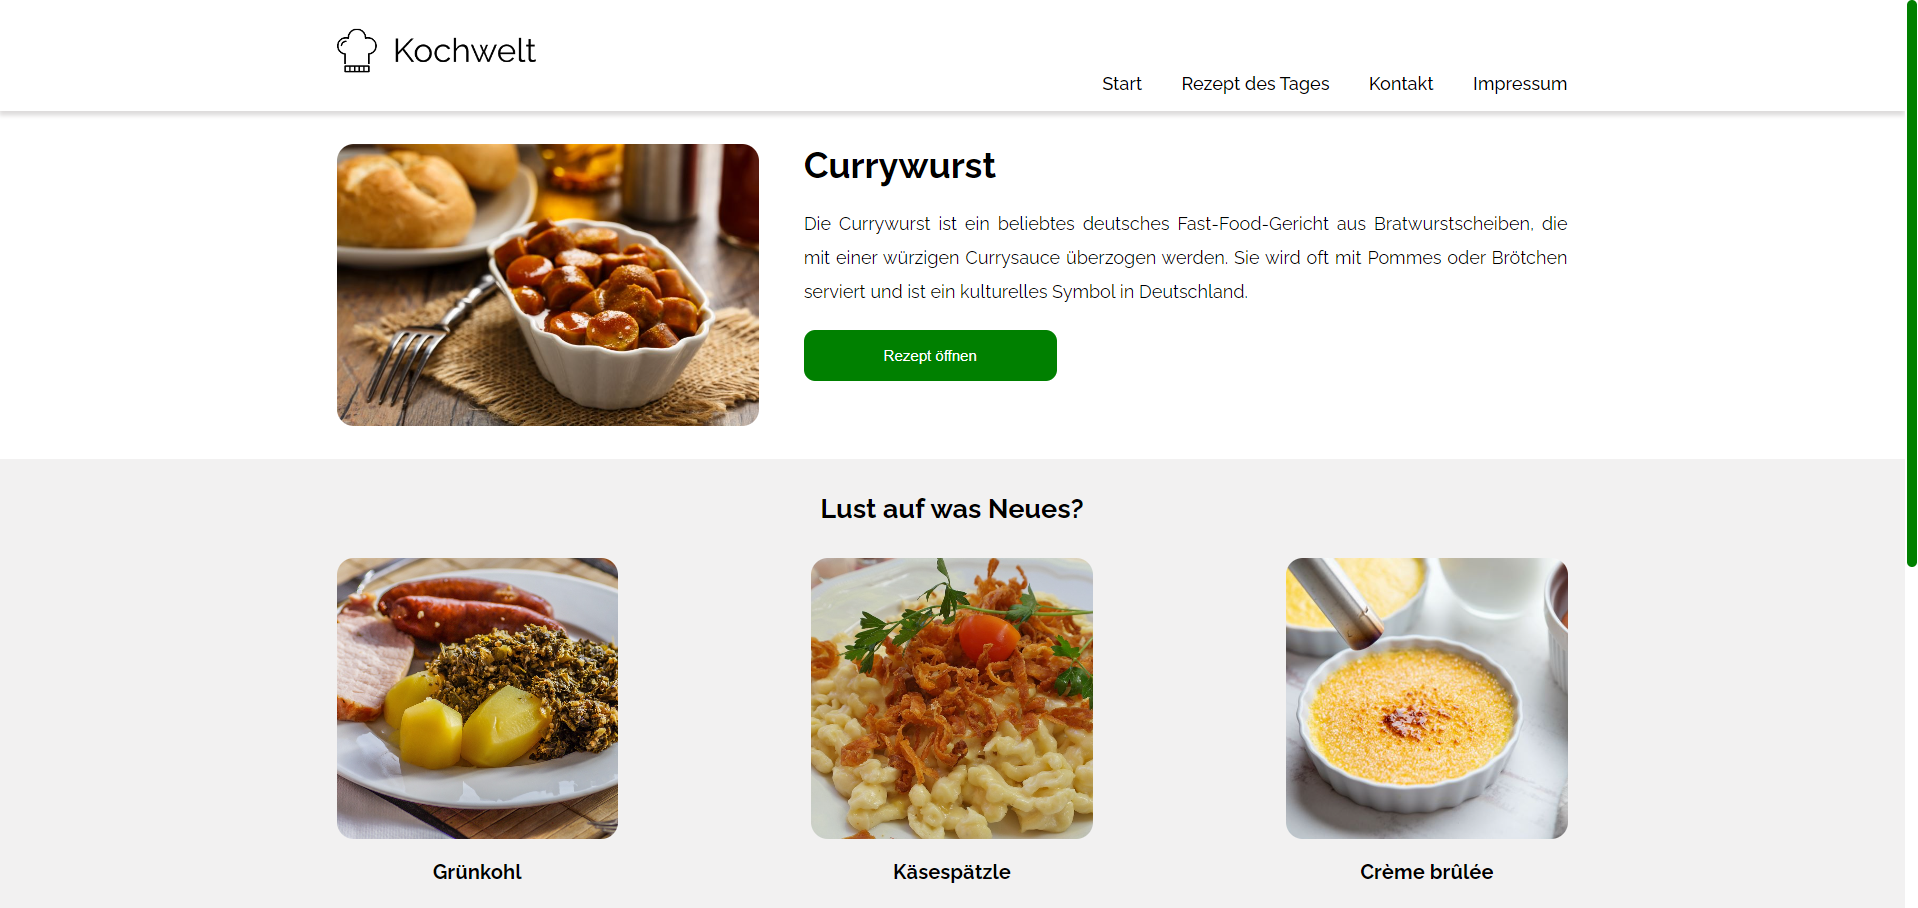 Kochwelt
Start
Rezept des Tages
Kontakt
Impressum
Currywurst
Die Currywurst ist ein beliebtes deutsches Fast-Food-Gericht aus Bratwurstscheiben, die
mit einer würzigen Currysauce überzogen werden. Sie wird oft mit Pommes oder Brötchen
serviert und ist ein kulturelles Symbol in Deutschland.
Rezept öffnen
Lust auf was Neues?
Grünkohl
Käsespätzle
Crème brûlée